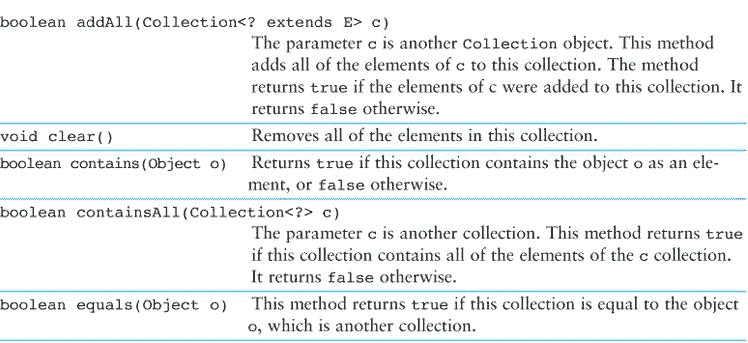 boolean addAll(Collection<? extends E> c)
The parameter c is another Collection object. This method
adds all of the elements of c to this collection. The method
returns true if the elements of c were added to this collection. It
returns false otherwise.
void clear() Removes all of the elements in this collection.
boolean contains(Object o) Returns true if this collection contains the object o as an ele-
ment, or false otherwise.
boolean containsAll(Collection<?> c)
The parameter c is another collection. This method returns true
if this collection contains all of the elements of the c collection.
It returns false otherwise.
boolean equals(Object o) This method returns true if this collection is equal to the object
o, which is another collection.